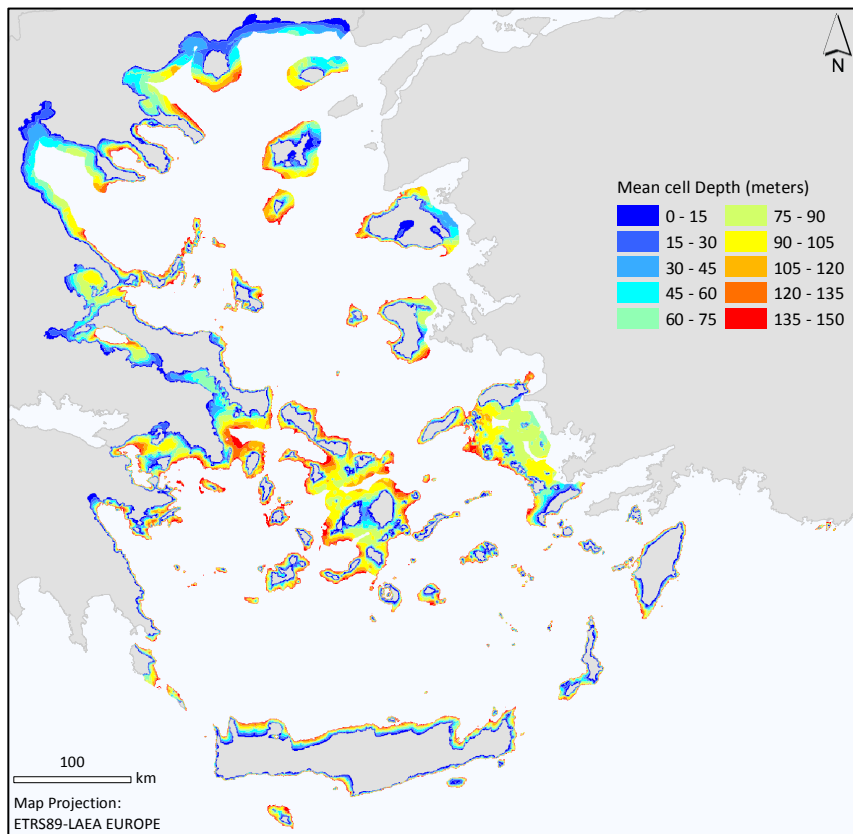 N
Mean cell Depth (meters)
0 - 15
15 - 30
30 - 45
45 - 60
60 - 75
75 - 90
90 - 105
105 - 120
120 - 135
135 - 150
100
km
Map Projection:
ETRS89-LAEA EUROPE